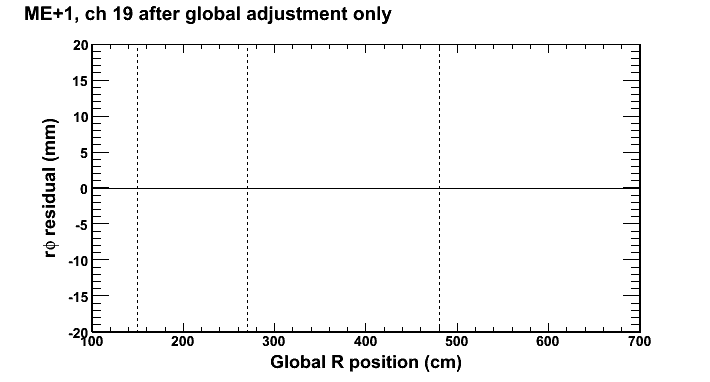 ME+1, ch 19 after global adjustment only
20
15
10
5
0
-5
-10
-15
-20
rϕ residual (mm)
100 200 300 400 500 600 700
Global R position (cm)